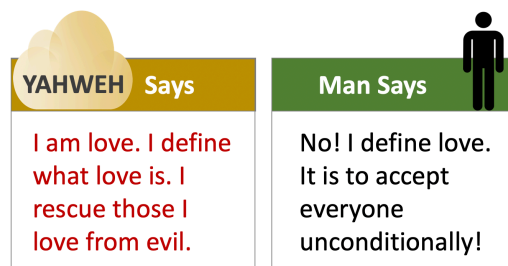 YAHWEH Says
I am love. I define
what love is. I
rescue those I
love from evil.
Man Says
No! I define love.
It is to accept
everyone
unconditionally!